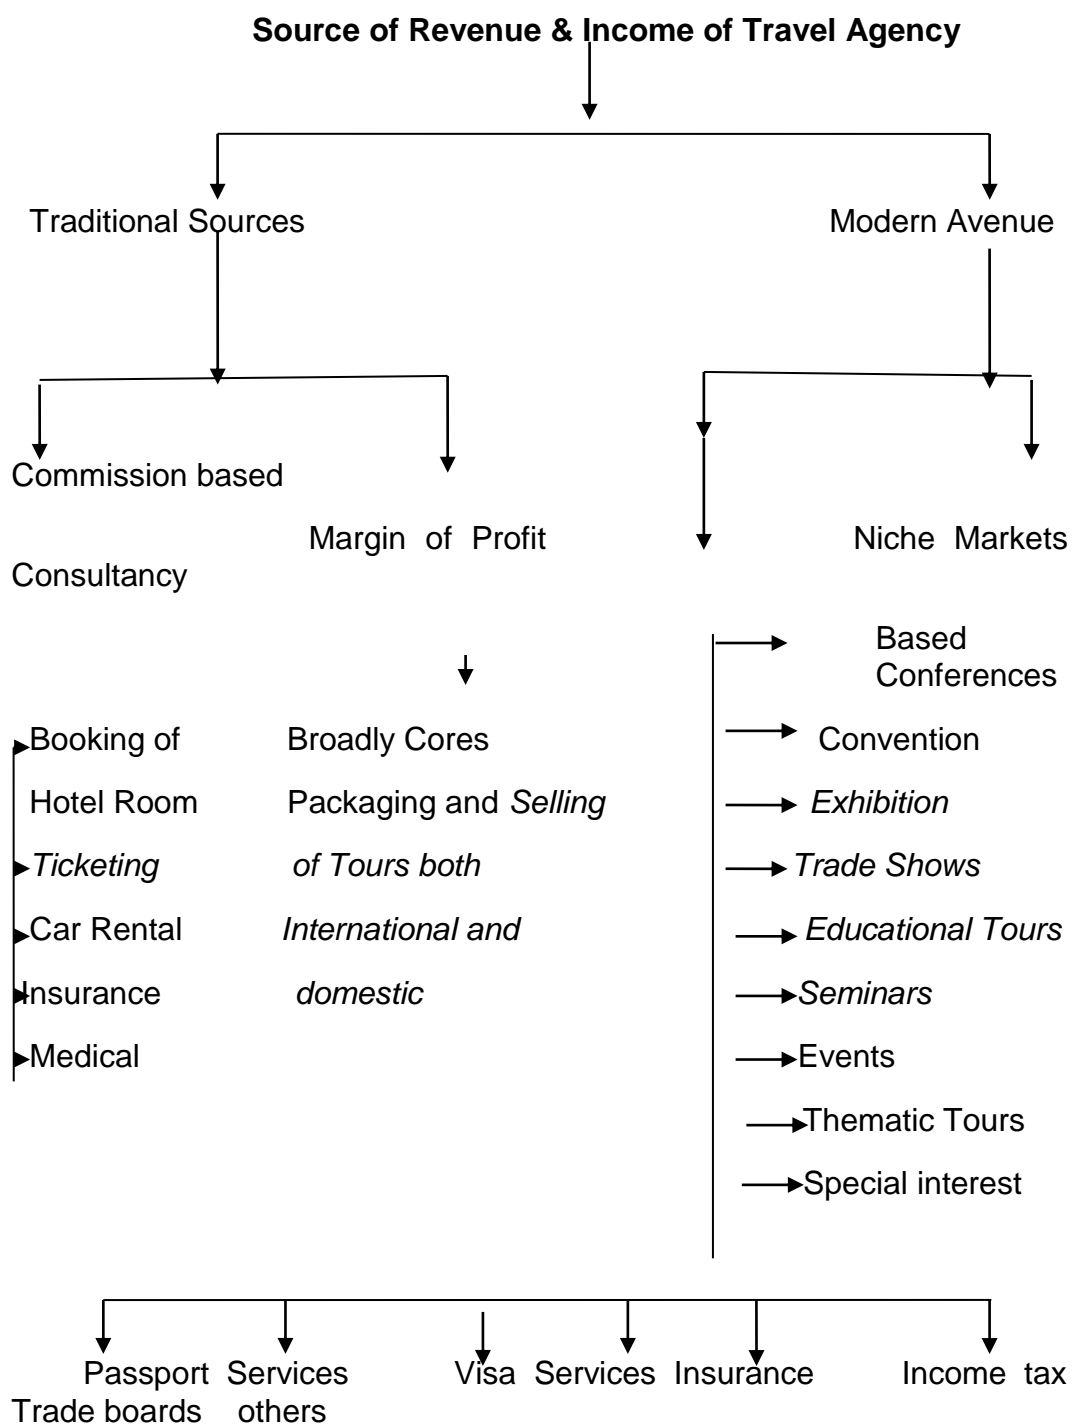 Source of Revenue & Income of Travel Agency
Traditional Sources Modern Avenue
Commission based
Margin of Profit Niche Markets
Consultancy
Based
Conferences
Booking of Broadly Cores Convention
Hotel Room Packaging and Selling Exhibition
Ticketing of Tours both Trade Shows
Car Rental International and Educational Tours
Insurance domestic Seminars
Medical Events
Thematic Tours
Special interest
Passport Services Visa Services Insurance Income tax
Trade boards others